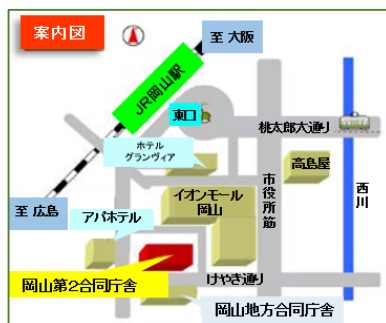 案内図
至 大阪
JR岡山駅
東口
桃太郎大通り
ホテル
グランヴィア
高島屋
市役所筋
西川
至 広島
アパホテル
イオンモール
岡山
岡山第2合同庁舎
けやき通り
岡山地方合同庁舎